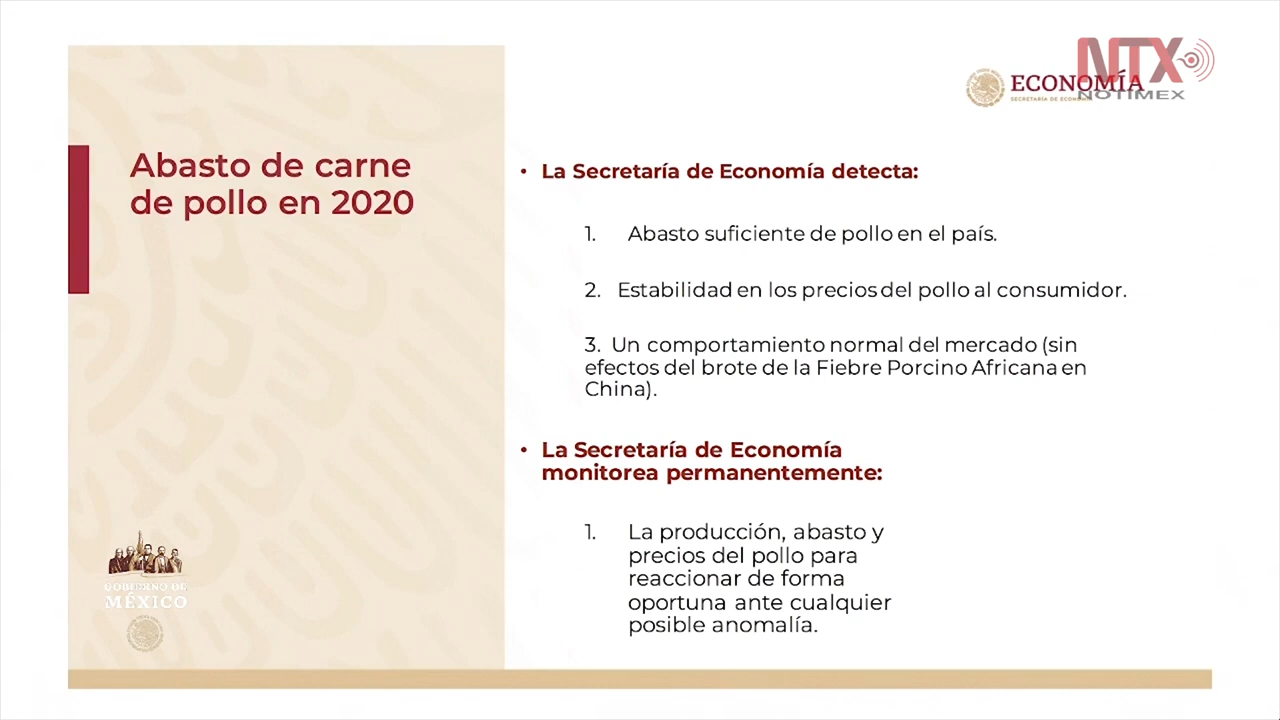 NTX
NOTIMEX
ECONOMÍA
SECRETARÍA DE ECONOMÍA
Abasto de carne
de pollo en 2020
• La Secretaría de Economía detecta:
1. Abasto suficiente de pollo en el país.
2. Estabilidad en los precios del pollo al consumidor.
3. Un comportamiento normal del mercado (sin
efectos del brote de la Fiebre Porcino Africana en
China).
• La Secretaría de Economía
monitorea permanentemente:
1. La producción, abasto y
precios del pollo para
reaccionar de forma
oportuna ante cualquier
posible anomalía.
GOBIERNO DE
MÉXICO